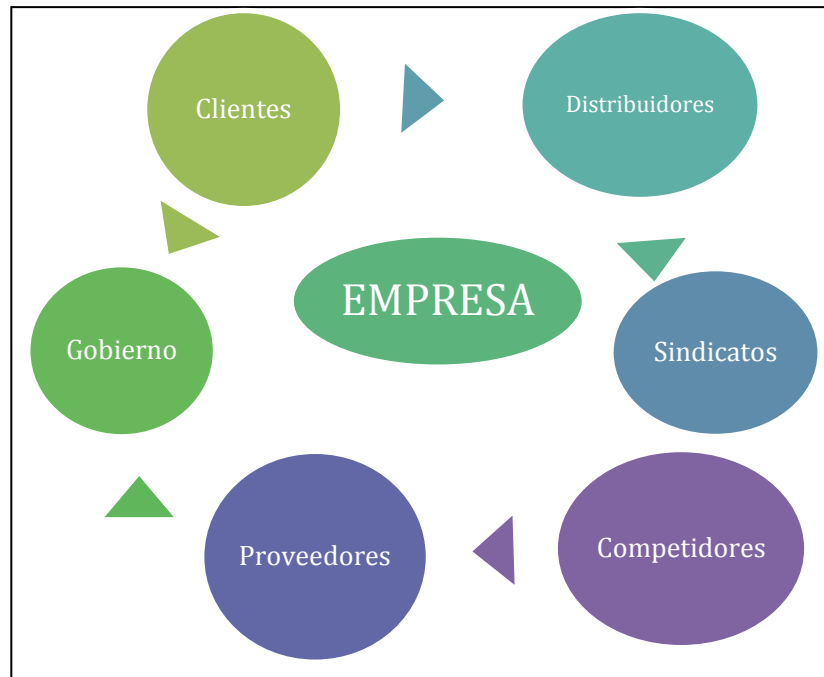 Clientes
Distribuidores
EMPRESA
Gobierno
Sindicatos
Proveedores
Competidores